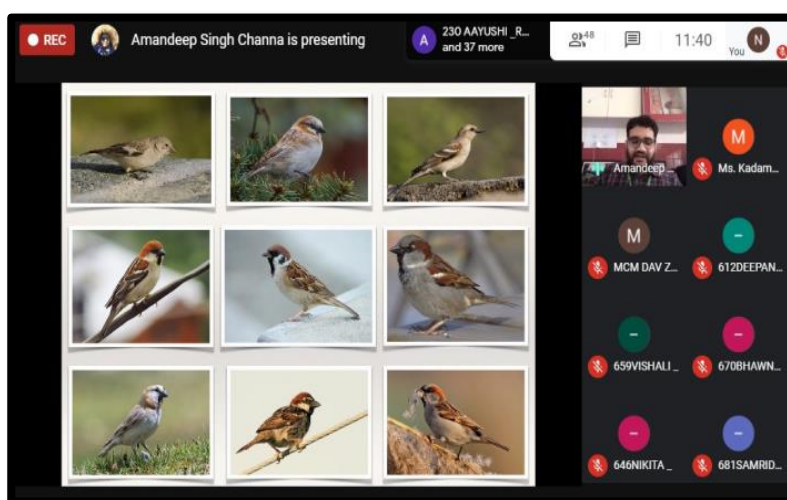 REC
Amandeep Singh Channa is presenting
A
230 AAYUSHI _R...
and 37 more
48
11:40
You
N
Amandeep ...
M
Ms. Kadam...
M
MCM DAV Z...
612DEEPAN...
659VISHALI _
670BHAWN...
646NIKITA _
681SAMRID...